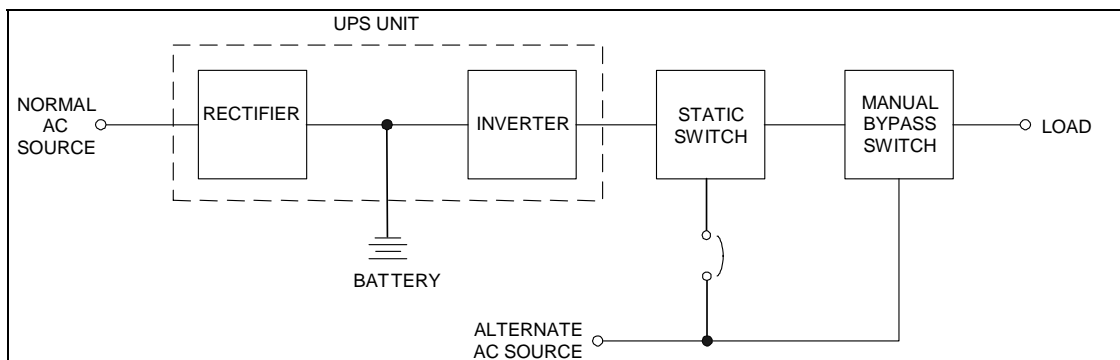 UPS UNIT
NORMAL
AC
SOURCE
RECTIFIER
INVERTER
STATIC
SWITCH
MANUAL
BYPASS
SWITCH
LOAD
BATTERY
ALTERNATE
AC SOURCE